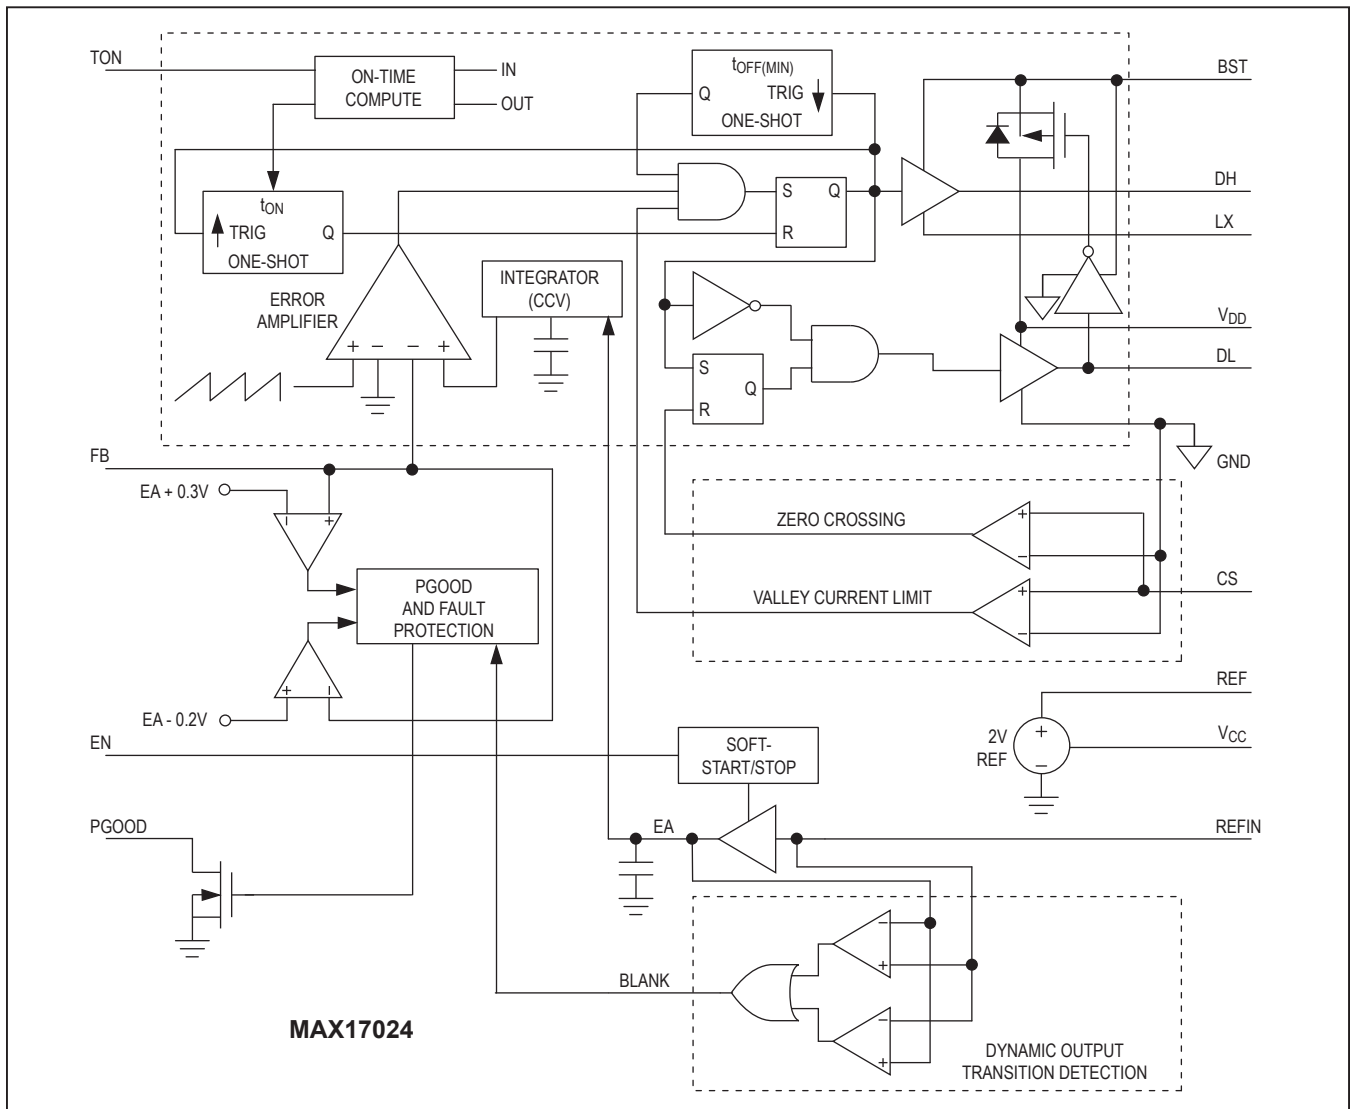 TON
ON-TIME
COMPUTE
IN
OUT
tOFF(MIN)
Q TRIG
ONE-SHOT
BST
tON
TRIG Q
ONE-SHOT
S Q
R
DH
LX
ERROR
AMPLIFIER
+ − − +
INTEGRATOR
(CCV)
S
Q
R
VDD
DL
GND
FB
EA + 0.3V
− +
ZERO CROSSING
+
−
PGOOD
AND FAULT
PROTECTION
VALLEY CURRENT LIMIT
+
−
CS
+ −
EA - 0.2V
EN
SOFT-
START/STOP
REF
2V
REF
+
−
VCC
PGOOD
EA
REFIN
−
+
BLANK
−
+
MAX17024
DYNAMIC OUTPUT
TRANSITION DETECTION